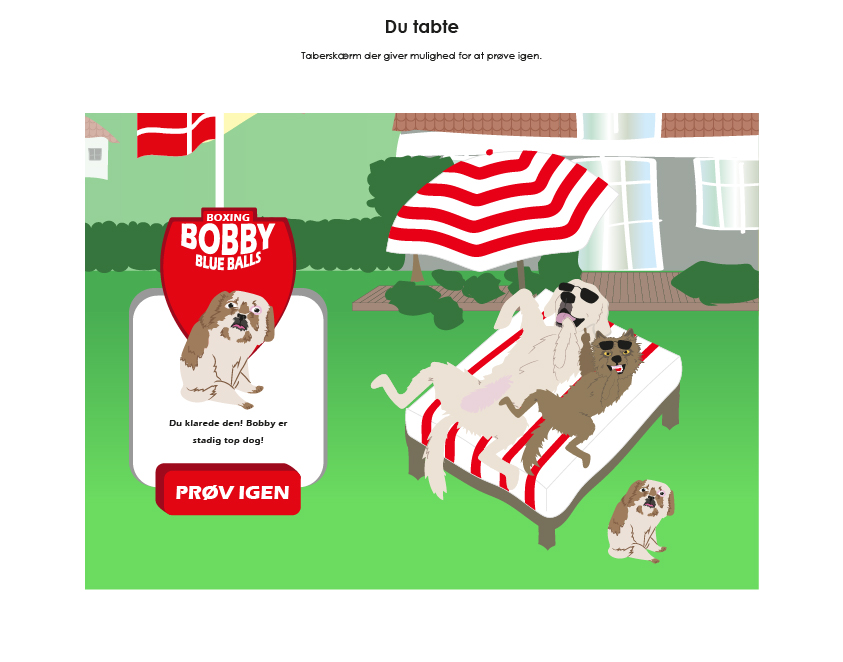 Du tabte
Taberskærm der giver mulighed for at prøve igen.
BOXING
BOBBY
BLUE BALLS
Du klarede den! Bobby er
stadig top dog!
PRØV IGEN